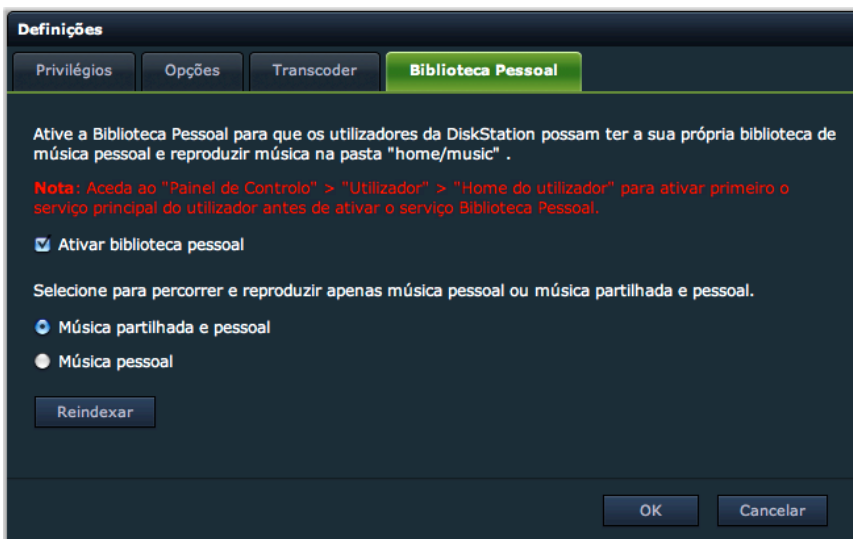 Definições
Privilégios Opções Transcoder Biblioteca Pessoal
Ative a Biblioteca Pessoal para que os utilizadores da DiskStation possam ter a sua própria biblioteca de
música pessoal e reproduzir música na pasta "home/music" .
Nota: Aceda ao "Painel de Controlo" > "Utilizador" > "Home do utilizador" para ativar primeiro o
serviço principal do utilizador antes de ativar o serviço Biblioteca Pessoal.
Ativar biblioteca pessoal
Selecione para percorrer e reproduzir apenas música pessoal ou música partilhada e pessoal.
Música partilhada e pessoal
Música pessoal
Reindexar
OK Cancelar